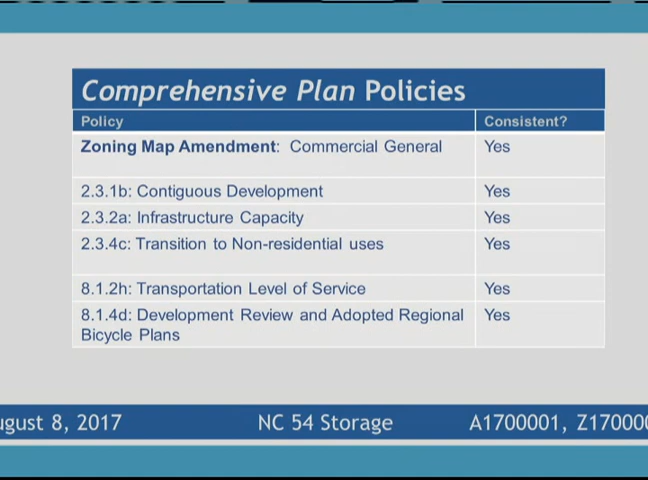 Comprehensive Plan Policies
Policy Consistent?
Zoning Map Amendment: Commercial General Yes
2.3.1b: Contiguous Development Yes
2.3.2a: Infrastructure Capacity Yes
2.3.4c: Transition to Non-residential uses Yes
8.1.2h: Transportation Level of Service Yes
8.1.4d: Development Review and Adopted Regional Yes
Bicycle Plans
ugust 8, 2017 NC 54 Storage A1700001, Z17000